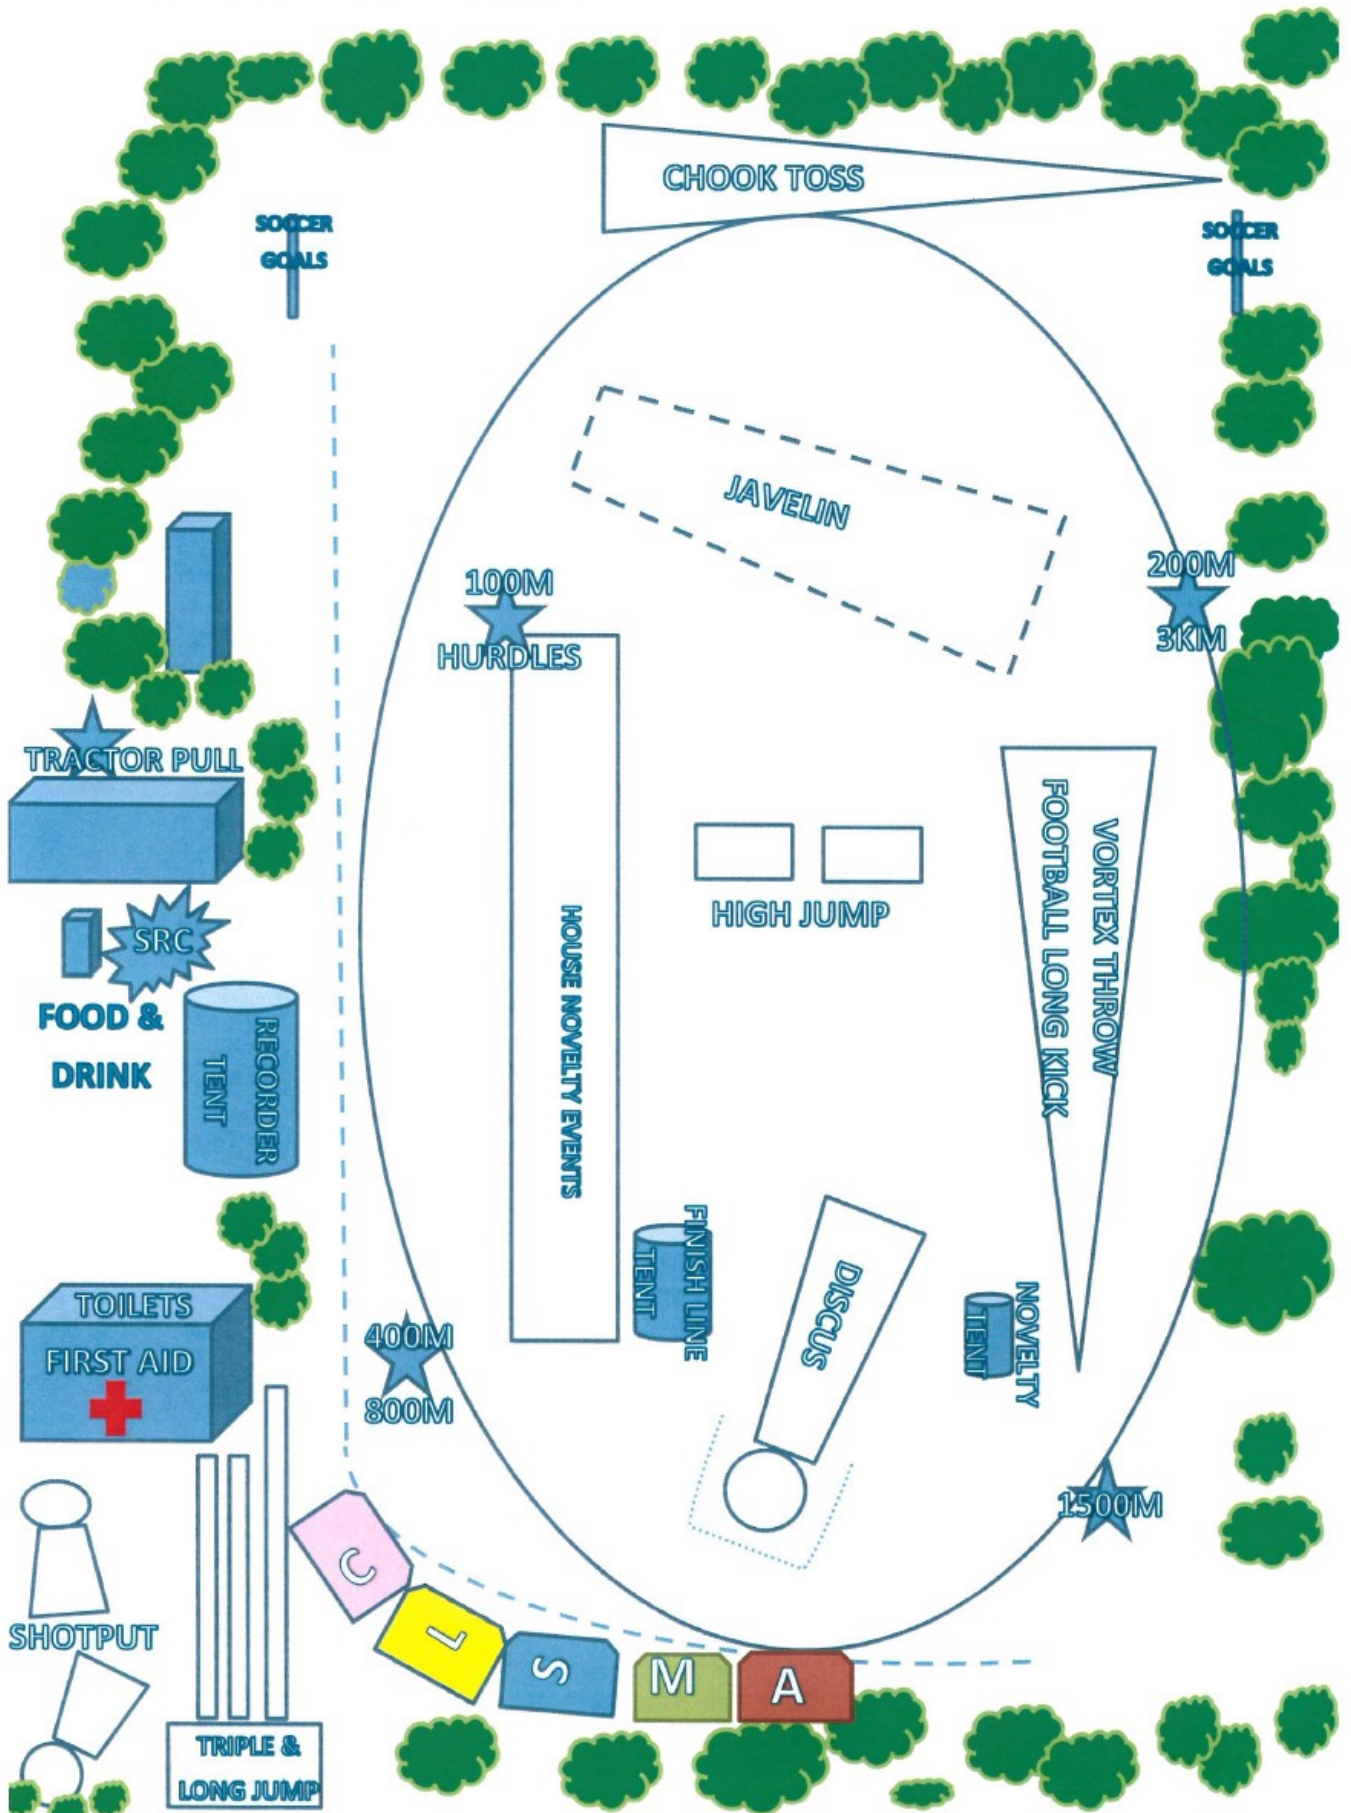 CHOOK TOSS
SOCCER
GOALS
SOCCER
GOALS
JAVELIN
100M
HURDLES
200M
3KM
TRACTOR PULL
VORTEX THROW
FOOTBALL LONG KICK
HIGH JUMP
HOUSE NOVELTY EVENTS
SRC
FOOD &
DRINK
RECORDER
TENT
FINISH LINE
TENT
DISCUS
NOVELTY
TENT
TOILETS
FIRST AID
400M
800M
1500M
C
L
S
M
A
SHOTPUT
TRIPLE &
LONG JUMP